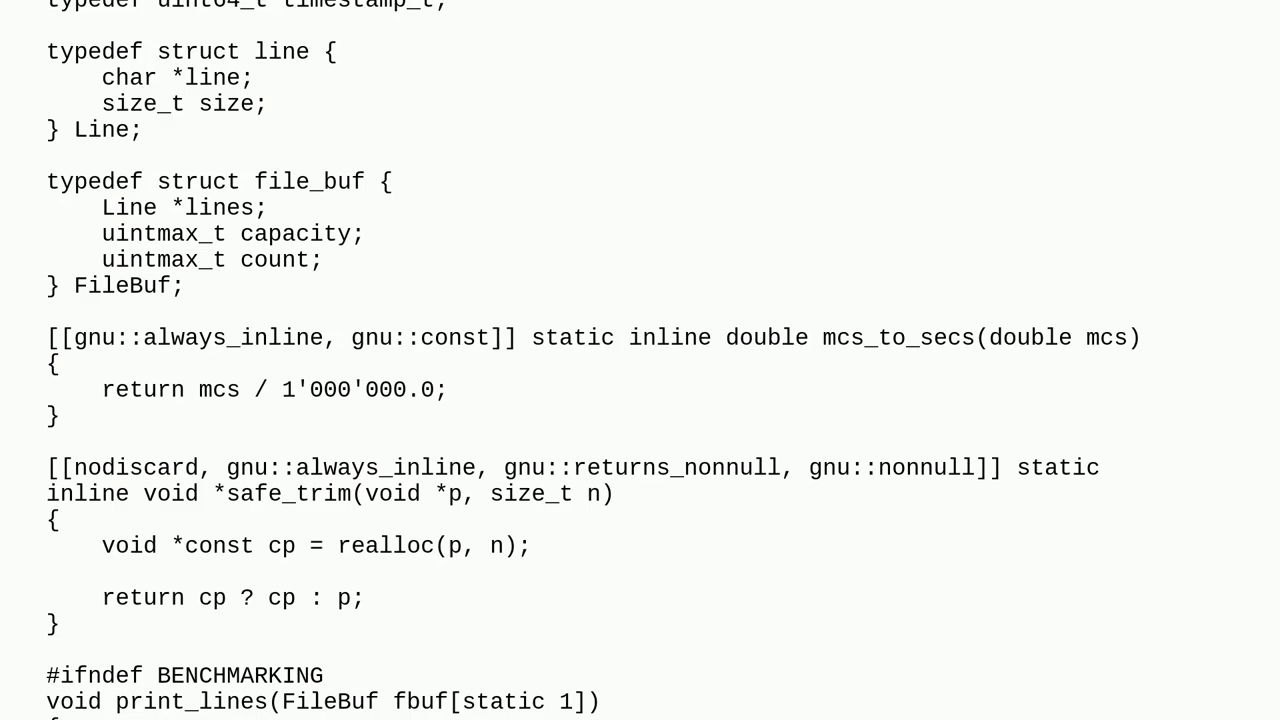 typedef uint64_t timestamp_t;
typedef struct line {
    char *line;
    size_t size;
} Line;
typedef struct file_buf {
    Line *lines;
    uintmax_t capacity;
    uintmax_t count;
} FileBuf;
[[gnu::always_inline, gnu::const]] static inline double mcs_to_secs(double mcs)
{
    return mcs / 1'000'000.0;
}
[[nodiscard, gnu::always_inline, gnu::returns_nonnull, gnu::nonnull]] static
inline void *safe_trim(void *p, size_t n)
{
    void *const cp = realloc(p, n);
    return cp ? cp : p;
}
#ifndef BENCHMARKING
void print_lines(FileBuf fbuf[static 1])
{